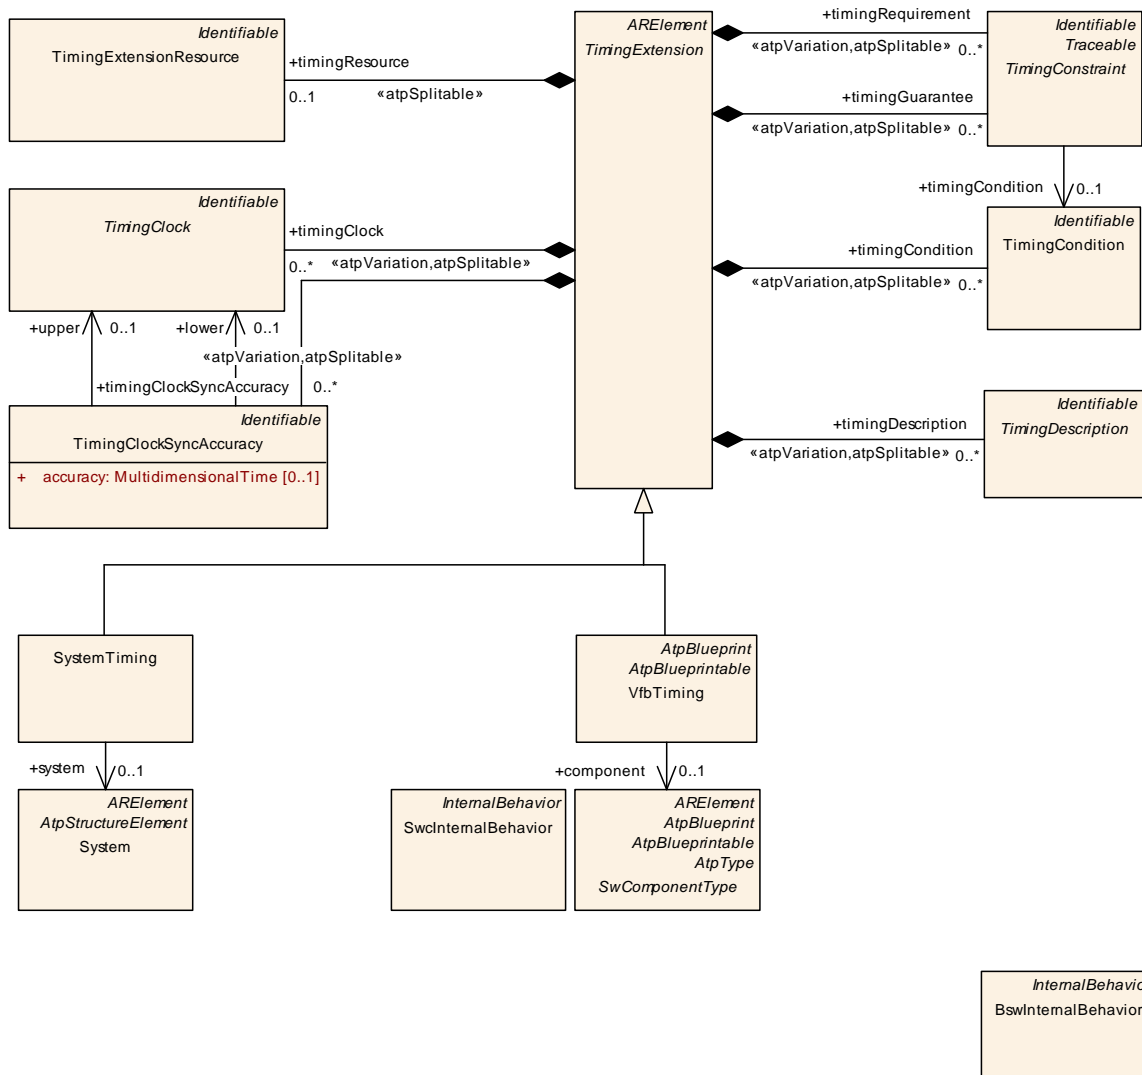 Identifiable
TimingExtensionResource
+timingResource
0..1
«atpSplitable»
ARElement
TimingExtension
+timingRequirement
«atpVariation,atpSplitable» 0..*
Identifiable
Traceable
TimingConstraint
+timingGuarantee
«atpVariation,atpSplitable» 0..*
+timingCondition
0..1
Identifiable
TimingClock
+timingClock
0..*
«atpVariation,atpSplitable»
+timingCondition
«atpVariation,atpSplitable» 0..*
Identifiable
TimingCondition
+upper
0..1
+lower
0..1
«atpVariation,atpSplitable»
+timingClockSyncAccuracy
0..*
Identifiable
TimingClockSyncAccuracy
+ accuracy: MultidimensionalTime [0..1]
+timingDescription
«atpVariation,atpSplitable» 0..*
Identifiable
TimingDescription
SystemTiming
AtpBlueprint
AtpBlueprintable
VfbTiming
+system
0..1
+component
0..1
ARElement
AtpStructureElement
System
InternalBehavior
SwcInternalBehavior
ARElement
AtpBlueprint
AtpBlueprintable
AtpType
SwComponentType
InternalBehavio
BswInternalBehavior